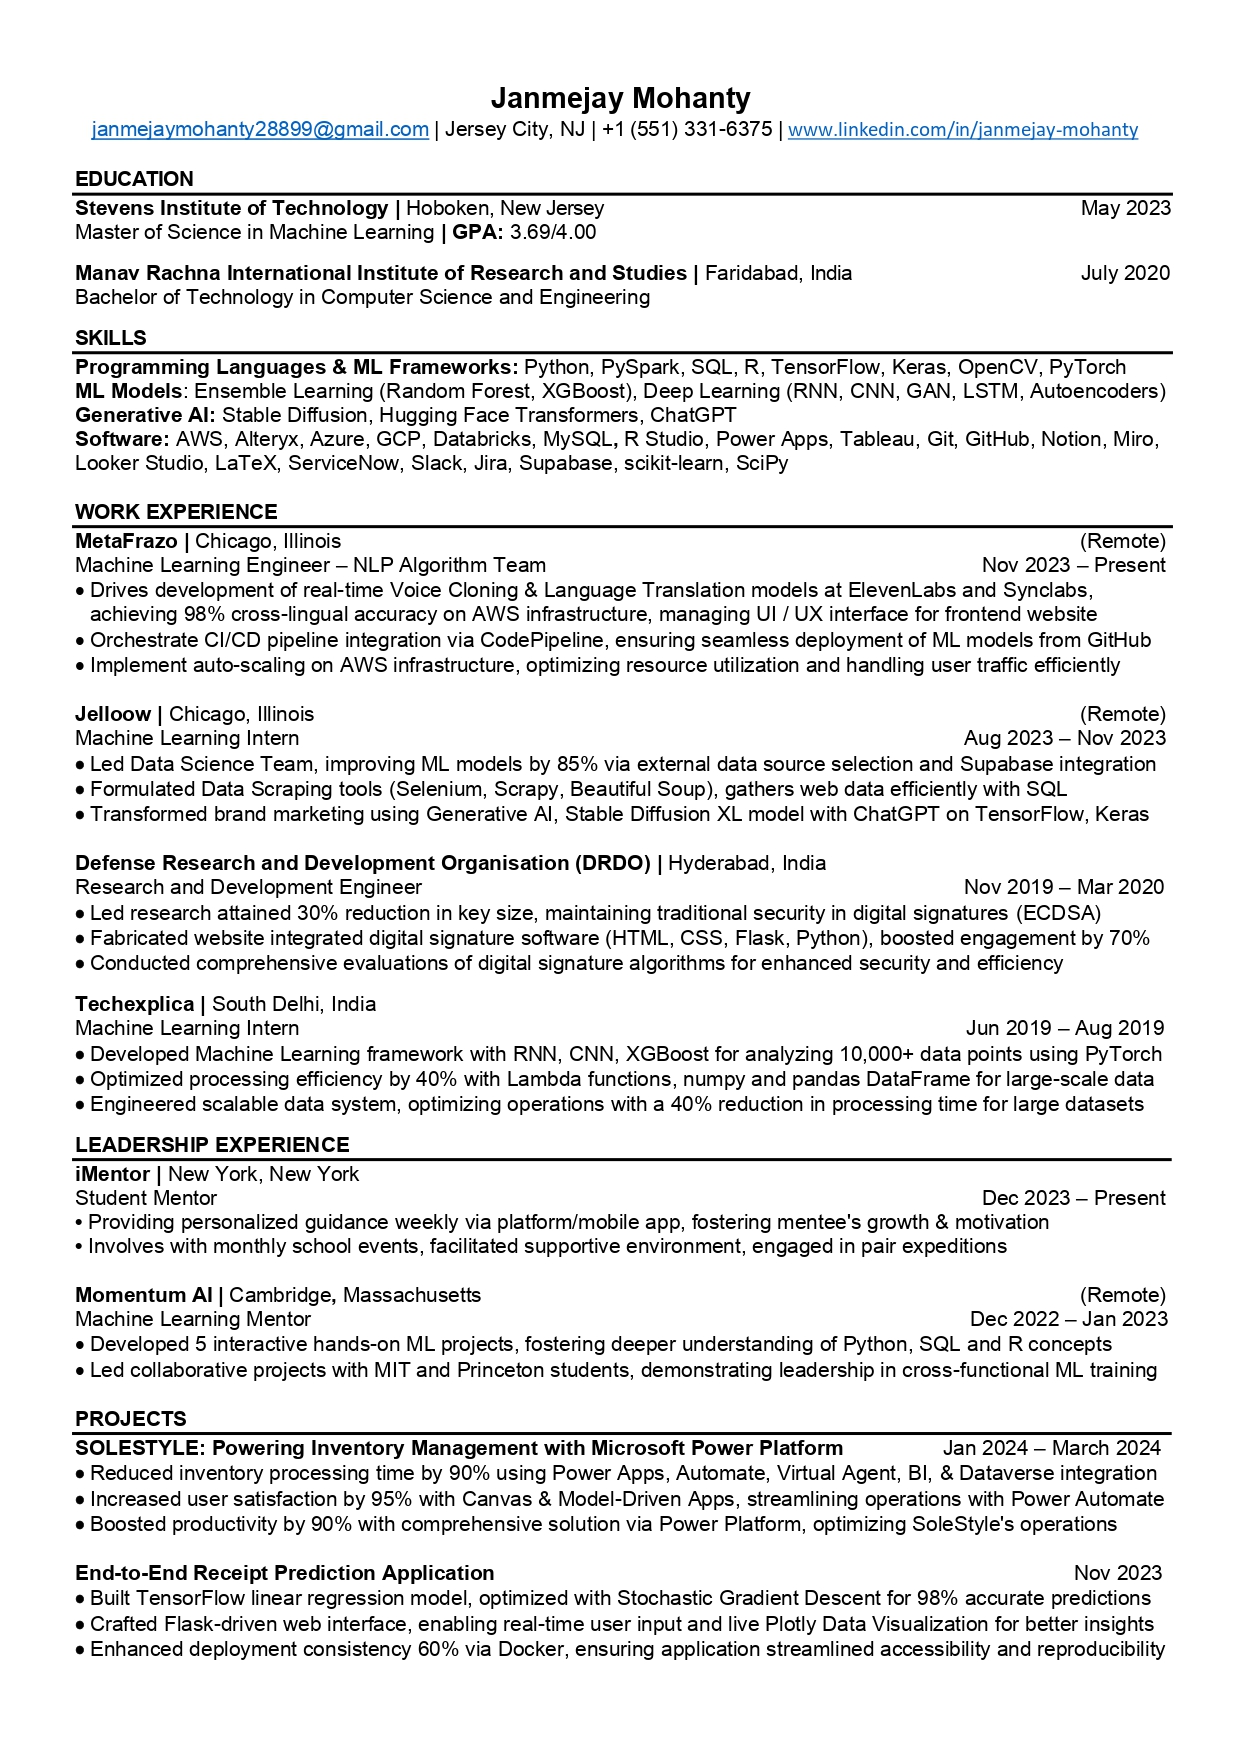 Janmejay Mohanty
janmejaymohanty28899@gmail.com | Jersey City, NJ | +1 (551) 331-6375 | www.linkedin.com/in/janmejay-mohanty
EDUCATION
Stevens Institute of Technology | Hoboken, New Jersey May 2023
Master of Science in Machine Learning | GPA: 3.69/4.00
Manav Rachna International Institute of Research and Studies | Faridabad, India July 2020
Bachelor of Technology in Computer Science and Engineering
SKILLS
Programming Languages & ML Frameworks: Python, PySpark, SQL, R, TensorFlow, Keras, OpenCV, PyTorch
ML Models: Ensemble Learning (Random Forest, XGBoost), Deep Learning (RNN, CNN, GAN, LSTM, Autoencoders)
Generative AI: Stable Diffusion, Hugging Face Transformers, ChatGPT
Software: AWS, Alteryx, Azure, GCP, Databricks, MySQL, R Studio, Power Apps, Tableau, Git, GitHub, Notion, Miro,
Looker Studio, LaTeX, ServiceNow, Slack, Jira, Supabase, scikit-learn, SciPy
WORK EXPERIENCE
MetaFrazo | Chicago, Illinois (Remote)
Machine Learning Engineer – NLP Algorithm Team Nov 2023 – Present
• Drives development of real-time Voice Cloning & Language Translation models at ElevenLabs and Synclabs,
achieving 98% cross-lingual accuracy on AWS infrastructure, managing UI / UX interface for frontend website
• Orchestrate CI/CD pipeline integration via CodePipeline, ensuring seamless deployment of ML models from GitHub
• Implement auto-scaling on AWS infrastructure, optimizing resource utilization and handling user traffic efficiently
Jelloow | Chicago, Illinois (Remote)
Machine Learning Intern Aug 2023 – Nov 2023
• Led Data Science Team, improving ML models by 85% via external data source selection and Supabase integration
• Formulated Data Scraping tools (Selenium, Scrapy, Beautiful Soup), gathers web data efficiently with SQL
• Transformed brand marketing using Generative AI, Stable Diffusion XL model with ChatGPT on TensorFlow, Keras
Defense Research and Development Organisation (DRDO) | Hyderabad, India
Research and Development Engineer Nov 2019 – Mar 2020
• Led research attained 30% reduction in key size, maintaining traditional security in digital signatures (ECDSA)
• Fabricated website integrated digital signature software (HTML, CSS, Flask, Python), boosted engagement by 70%
• Conducted comprehensive evaluations of digital signature algorithms for enhanced security and efficiency
Techexplica | South Delhi, India
Machine Learning Intern Jun 2019 – Aug 2019
• Developed Machine Learning framework with RNN, CNN, XGBoost for analyzing 10,000+ data points using PyTorch
• Optimized processing efficiency by 40% with Lambda functions, numpy and pandas DataFrame for large-scale data
• Engineered scalable data system, optimizing operations with a 40% reduction in processing time for large datasets
LEADERSHIP EXPERIENCE
iMentor | New York, New York
Student Mentor Dec 2023 – Present
• Providing personalized guidance weekly via platform/mobile app, fostering mentee's growth & motivation
• Involves with monthly school events, facilitated supportive environment, engaged in pair expeditions
Momentum AI | Cambridge, Massachusetts (Remote)
Machine Learning Mentor Dec 2022 – Jan 2023
• Developed 5 interactive hands-on ML projects, fostering deeper understanding of Python, SQL and R concepts
• Led collaborative projects with MIT and Princeton students, demonstrating leadership in cross-functional ML training
PROJECTS
SOLESTYLE: Powering Inventory Management with Microsoft Power Platform Jan 2024 – March 2024
• Reduced inventory processing time by 90% using Power Apps, Automate, Virtual Agent, BI, & Dataverse integration
• Increased user satisfaction by 95% with Canvas & Model-Driven Apps, streamlining operations with Power Automate
• Boosted productivity by 90% with comprehensive solution via Power Platform, optimizing SoleStyle's operations
End-to-End Receipt Prediction Application Nov 2023
• Built TensorFlow linear regression model, optimized with Stochastic Gradient Descent for 98% accurate predictions
• Crafted Flask-driven web interface, enabling real-time user input and live Plotly Data Visualization for better insights
• Enhanced deployment consistency 60% via Docker, ensuring application streamlined accessibility and reproducibility